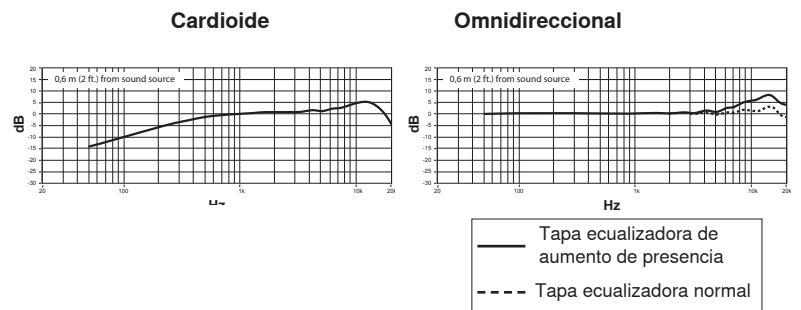 Cardioide
Omnidireccional
20
15
10
5
0
-5
-10
-15
-20
-25
-30
dB
0,6 m (2 ft.) from sound source
20
100
1k
10k
20k
Hz
20
15
10
5
0
-5
-10
-15
-20
-25
-30
dB
0,6 m (2 ft.) from sound source
20
100
1k
10k
20k
Hz
Tapa ecualizadora de
aumento de presencia
Tapa ecualizadora normal